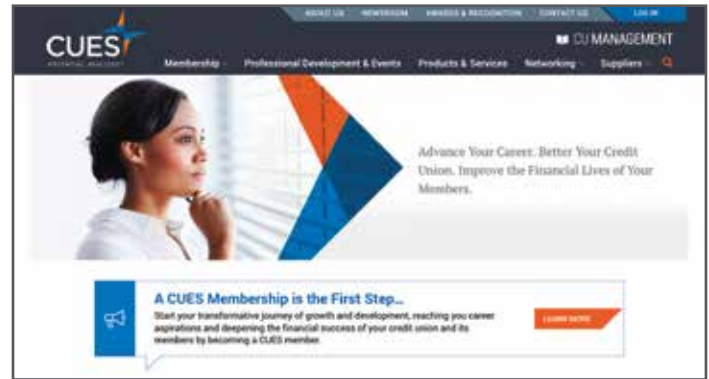 ABOUT US NEWSROOM AWARDS & RECOGNITION CONTACT US LOG IN
CUES
CU MANAGEMENT
Membership Professional Development & Events Products & Services Networking Suppliers
Advance Your Career. Better Your Credit
Union. Improve the Financial Lives of Your
Members.
A CUES Membership is the First Step...
Start your transformative journey of growth and development, reaching you career
aspirations and deepening the financial success of your credit union and its
members by becoming a CUES member.
LEARN MORE